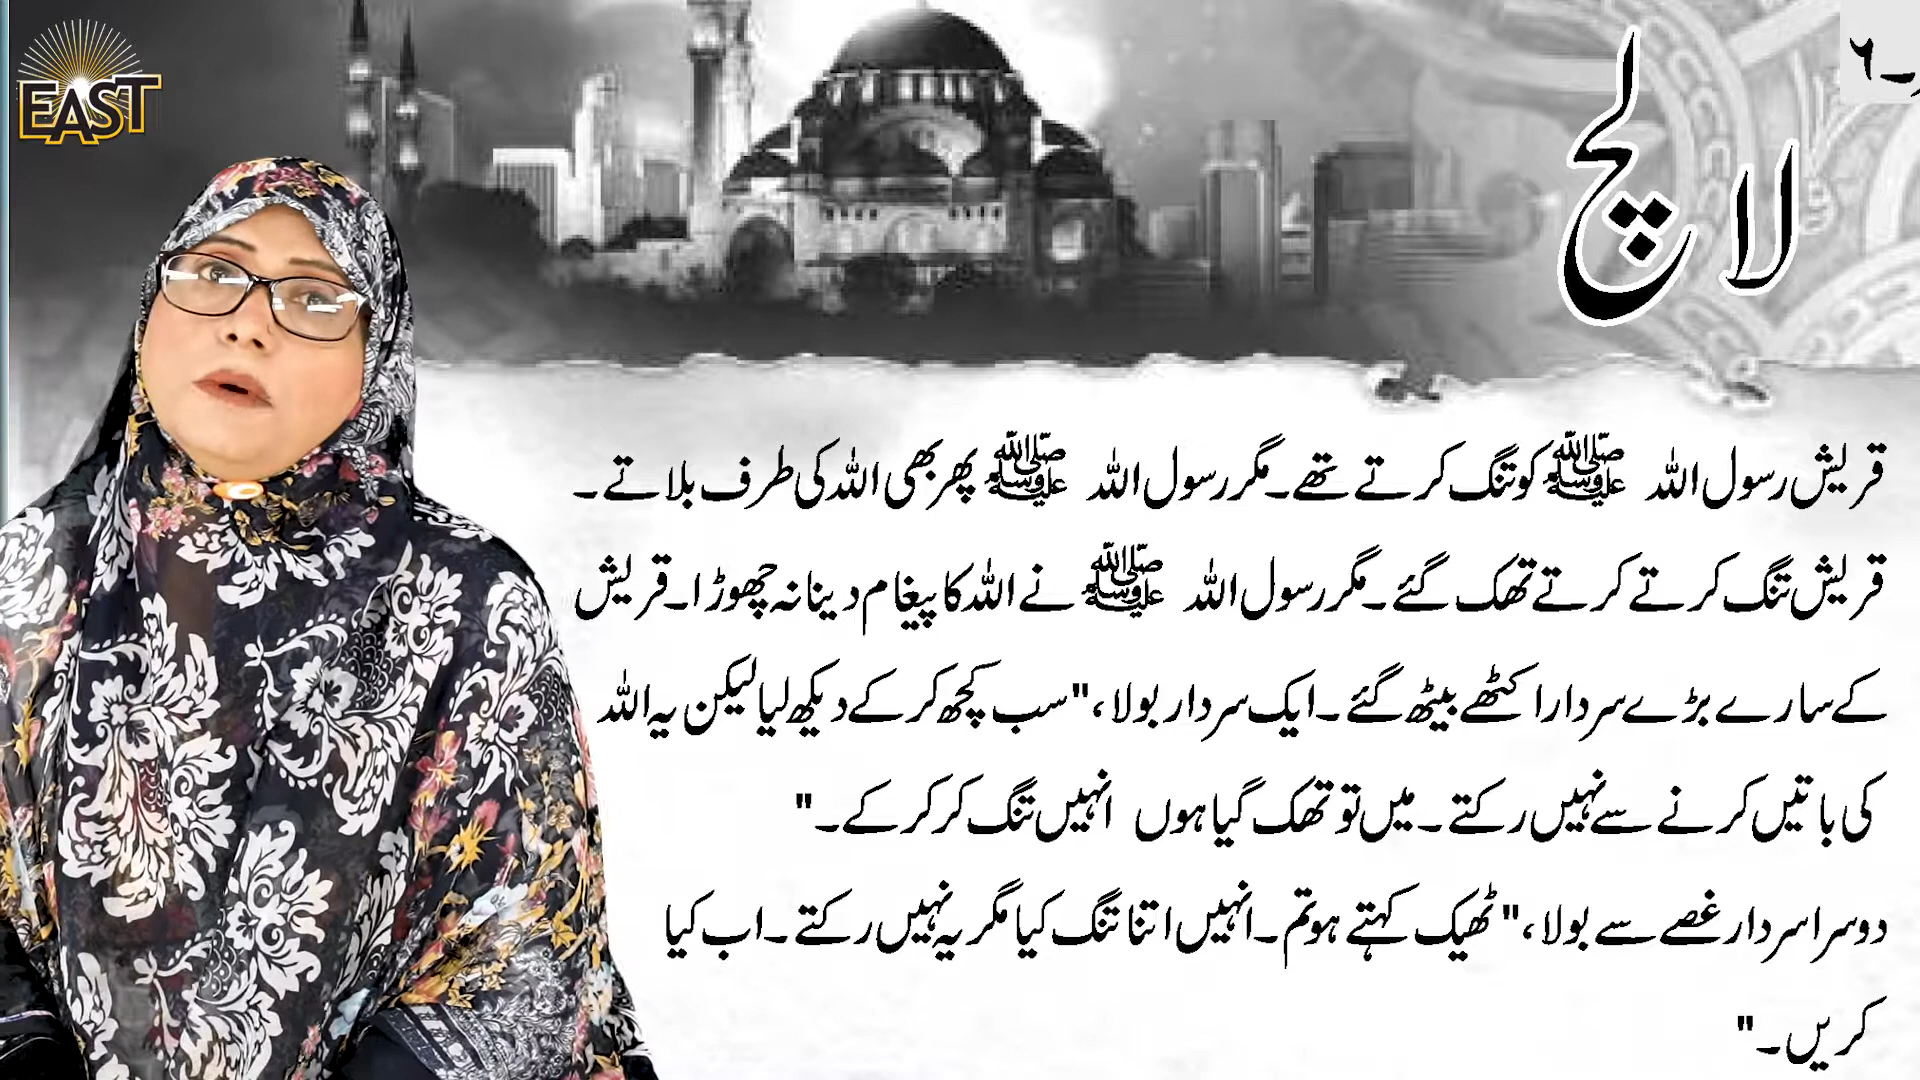 EAST
۶۔
لالچ
قریش رسول اللہ ﷺ کو تنگ کرتے تھے۔ مگر رسول اللہ ﷺ پھر بھی اللہ کی طرف بلاتے۔
قریش تنگ کرتے کرتے تھک گئے۔ مگر رسول اللہ ﷺ نے اللہ کا پیغام دینا نہ چھوڑا۔ قریش
کے سارے بڑے سردار اکٹھے بیٹھ گئے۔ ایک سردار بولا، "سب کچھ کر کے دیکھ لیا لیکن یہ اللہ
کی باتیں کرنے سے نہیں رکتے۔ میں تو تھک گیا ہوں انہیں تنگ کر کر کے۔"
دوسرا سردار غصے سے بولا، "ٹھیک کہتے ہو تم۔ انہیں اتنا تنگ کیا مگر یہ نہیں رکتے۔ اب کیا
کریں۔"